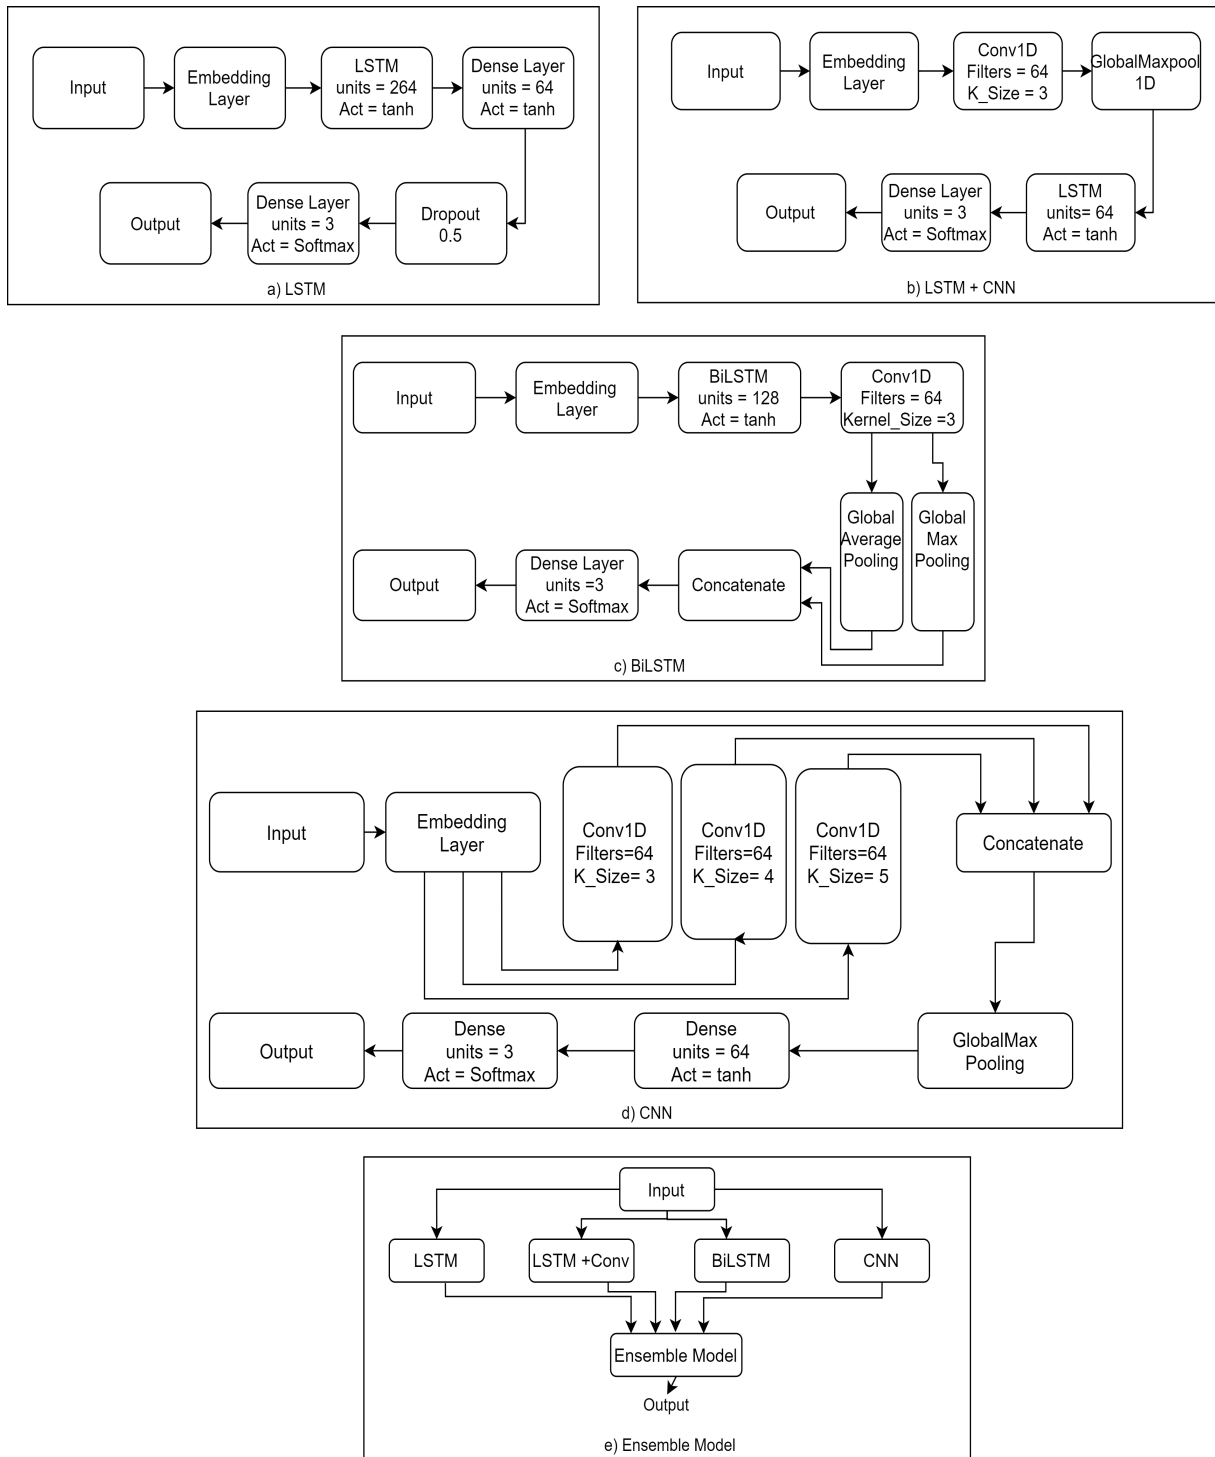 Input
Embedding
Layer
LSTM
units = 264
Act = tanh
Dense Layer
units = 64
Act = tanh
Output
Dense Layer
units = 3
Act = Softmax
Dropout
0.5
a) LSTM
Input
Embedding
Layer
Conv1D
Filters = 64
K_Size = 3
GlobalMaxpool
1D
Output
Dense Layer
units = 3
Act = Softmax
LSTM
units= 64
Act = tanh
b) LSTM + CNN
Input
Embedding
Layer
BiLSTM
units = 128
Act = tanh
Conv1D
Filters = 64
Kernel_Size =3
Global
Average
Pooling
Global
Max
Pooling
Output
Dense Layer
units =3
Act = Softmax
Concatenate
c) BiLSTM
Input
Embedding
Layer
Conv1D
Filters=64
K_Size= 3
Conv1D
Filters=64
K_Size= 4
Conv1D
Filters=64
K_Size= 5
Concatenate
Output
Dense
units = 3
Act = Softmax
Dense
units = 64
Act = tanh
GlobalMax
Pooling
d) CNN
Input
LSTM
LSTM +Conv
BiLSTM
CNN
Ensemble Model
Output
e) Ensemble Model